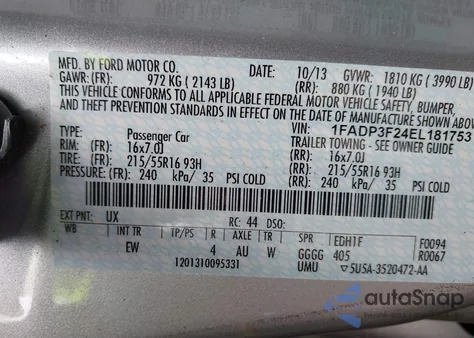 MFD. BY FORD MOTOR CO. DATE: 10/13 GVWR: 1810 KG ( 3990 LB)
GAWR: (FR): 972 KG ( 2143 LB) (RR): 880 KG ( 1940 LB)
THIS VEHICLE CONFORMS TO ALL APPLICABLE FEDERAL MOTOR VEHICLE SAFETY, BUMPER,
THEFT PREVENTION STANDARDS IN EFFECT ON THE DATE OF MANUFACTURE SHOWN
VIN: 1FADP3F24EL181753
Passenger Car TRAILER TOWING - SEE OWNER GUIDE
RIM: (FR) 16x7.0J (RR): 16x7.0J
TIRE: 215/55R16 93H (RR): 215/55R16 93H
PRESSURE: (FR) 240 kPa/ 35 PSI COLD (RR): 240 kPa/ 35 PSI COLD
EXT PNT: UX RC: 44 DSO:
WB INT TR TP/PS R AXLE TR SPR EDH1F F0094
EW 4 AU W GGGG 405 R0067
1201310095331 UMU 5U5A-3520472-AA
autoSnap